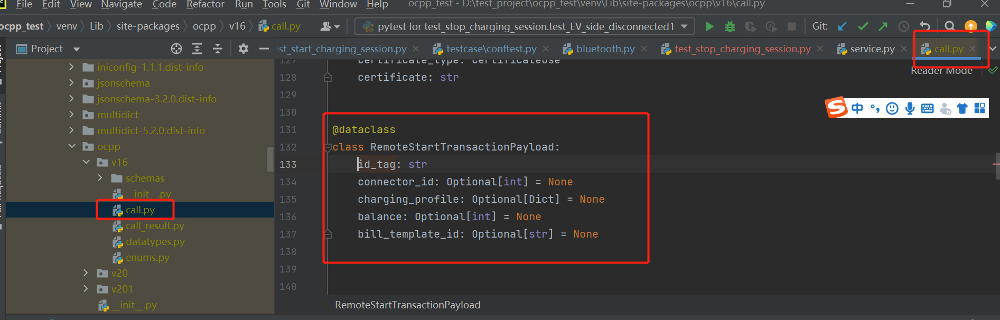 File Edit View Navigate Code Refactor Run Tools Git Window Help ocpp_test - D:\test_project\ocpp_test\venv\Lib\site-packages\ocpp\v16\call.py
ocpp_test venv Lib site-packages ocpp v16 call.py pytest for test_stop_charging_session.test_EV_side_disconnected1 Git:
Project
st_start_charging_session.py testcase\conftest.py bluetooth.py test_stop_charging_session.py service.py call.py
Reader Mode
iniconfig-1.1.1.dist-info
jsonschema
jsonschema-3.2.0.dist-info
multidict
multidict-5.2.0.dist-info
ocpp
v16
schemas
__init__.py
call.py
call_result.py
datatypes.py
enums.py
v20
v201
__init__.py
127 certificate_type: CertificateUse
128 certificate: str
129
130
131 @dataclass
132 class RemoteStartTransactionPayload:
133 id_tag: str
134 connector_id: Optional[int] = None
135 charging_profile: Optional[Dict] = None
136 balance: Optional[int] = None
137 bill_template_id: Optional[str] = None
138
139
140
RemoteStartTransactionPayload
S 中